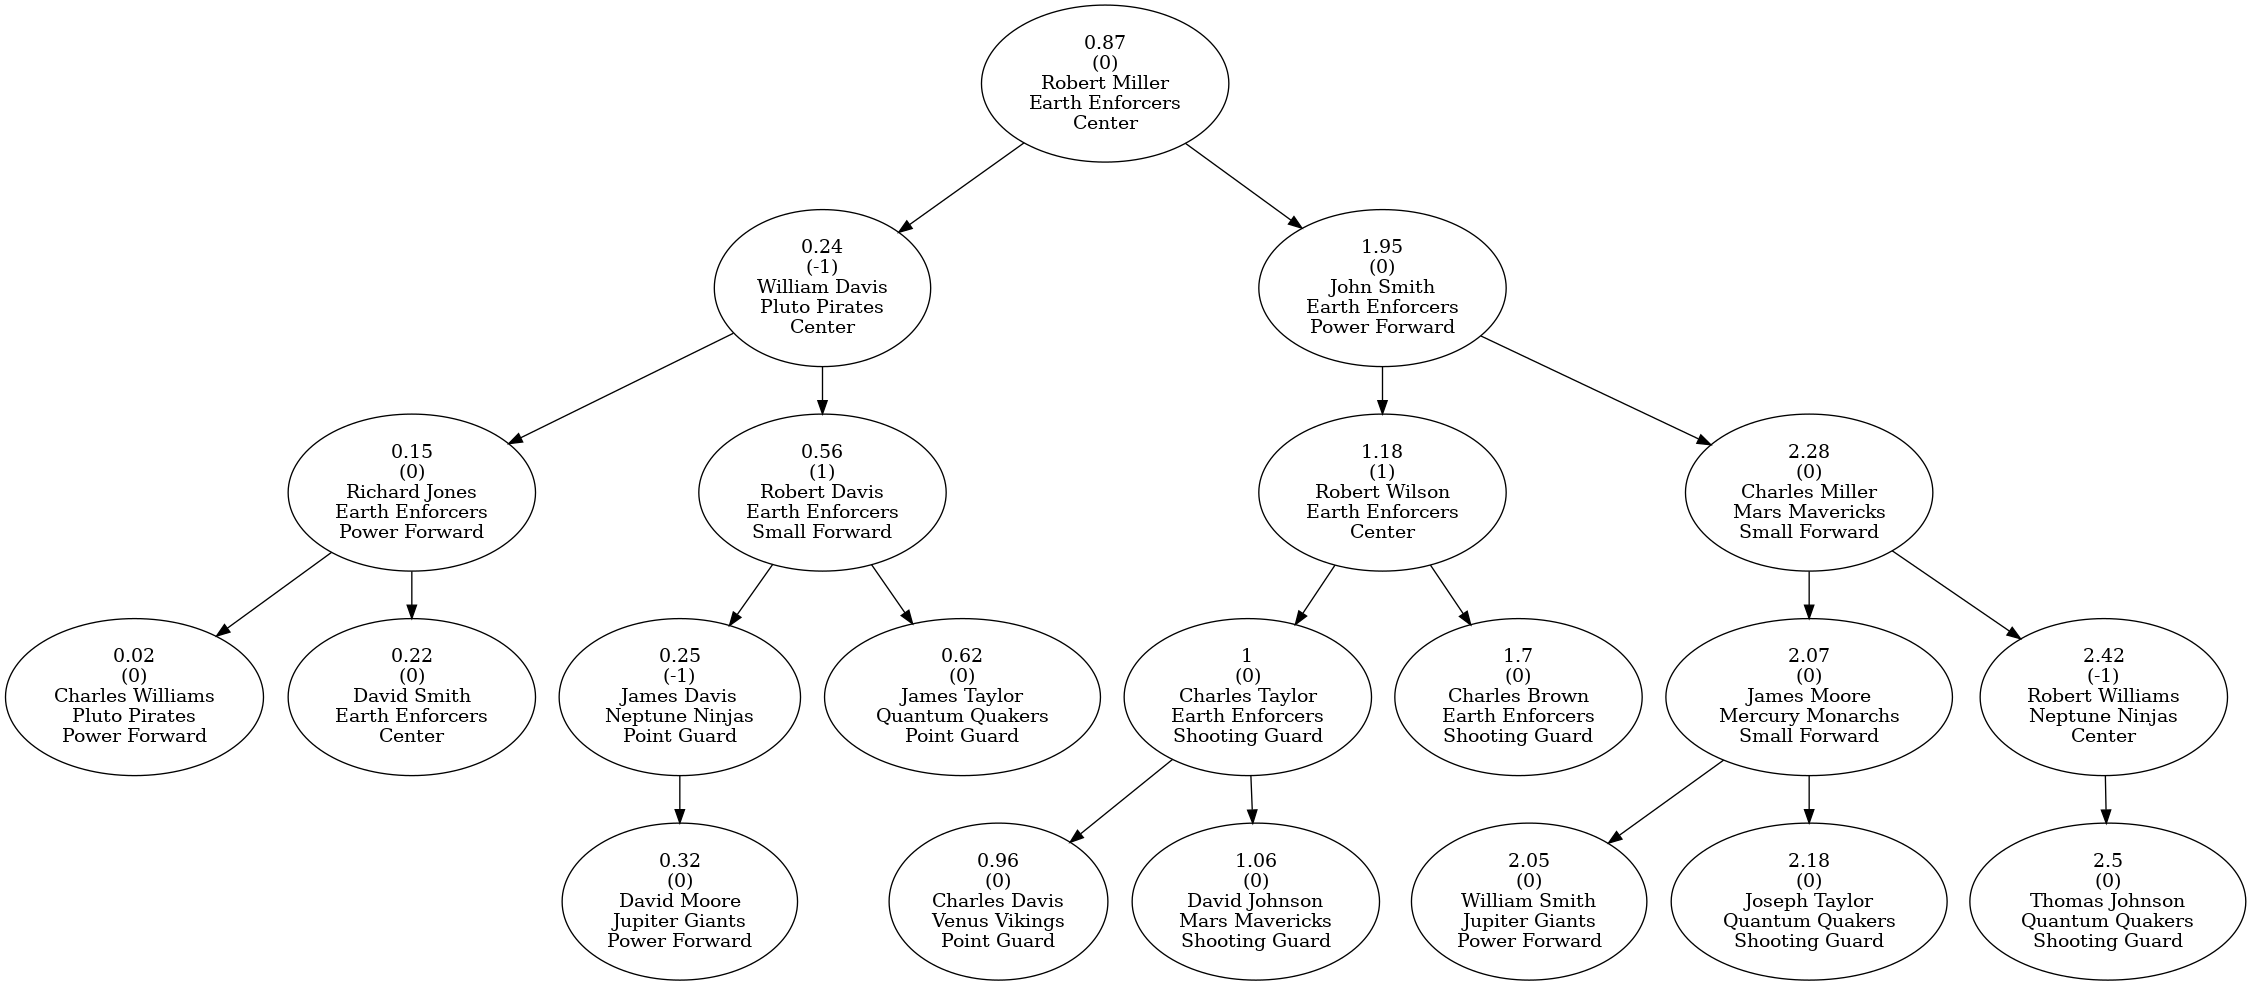 0.87
(0)
Robert Miller
Earth Enforcers
Center
0.24
(-1)
William Davis
Pluto Pirates
Center
1.95
(0)
John Smith
Earth Enforcers
Power Forward
0.15
(0)
Richard Jones
Earth Enforcers
Power Forward
0.56
(1)
Robert Davis
Earth Enforcers
Small Forward
1.18
(1)
Robert Wilson
Earth Enforcers
Center
2.28
(0)
Charles Miller
Mars Mavericks
Small Forward
0.02
(0)
Charles Williams
Pluto Pirates
Power Forward
0.22
(0)
David Smith
Earth Enforcers
Center
0.25
(-1)
James Davis
Neptune Ninjas
Point Guard
0.62
(0)
James Taylor
Quantum Quakers
Point Guard
1
(0)
Charles Taylor
Earth Enforcers
Shooting Guard
1.7
(0)
Charles Brown
Earth Enforcers
Shooting Guard
2.07
(0)
James Moore
Mercury Monarchs
Small Forward
2.42
(-1)
Robert Williams
Neptune Ninjas
Center
0.32
(0)
David Moore
Jupiter Giants
Power Forward
0.96
(0)
Charles Davis
Venus Vikings
Point Guard
1.06
(0)
David Johnson
Mars Mavericks
Shooting Guard
2.05
(0)
William Smith
Jupiter Giants
Power Forward
2.18
(0)
Joseph Taylor
Quantum Quakers
Shooting Guard
2.5
(0)
Thomas Johnson
Quantum Quakers
Shooting Guard